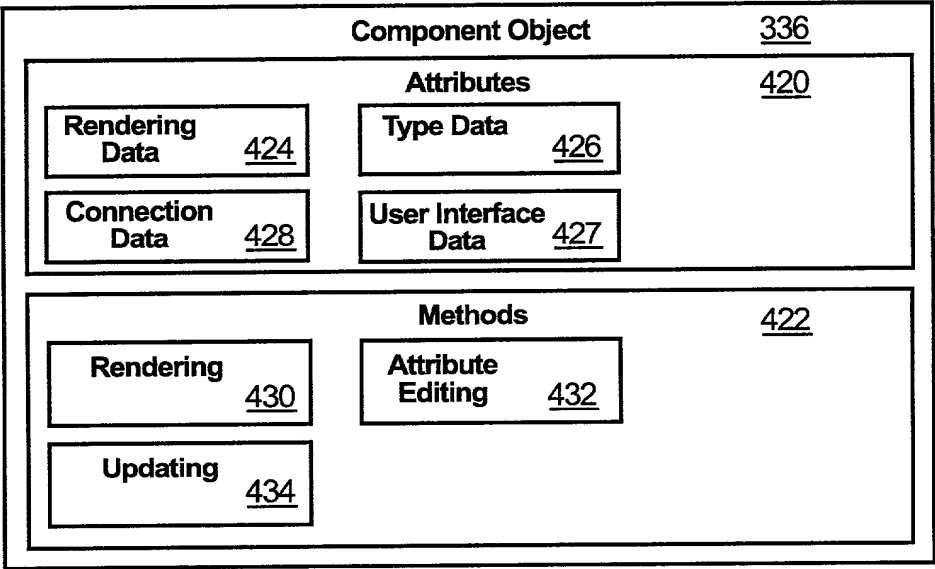 Component Object 336
Attributes 420
Rendering
Data 424
Type Data
426
Connection
Data 428
User Interface
Data 427
Methods 422
Rendering
430
Attribute
Editing 432
Updating
434